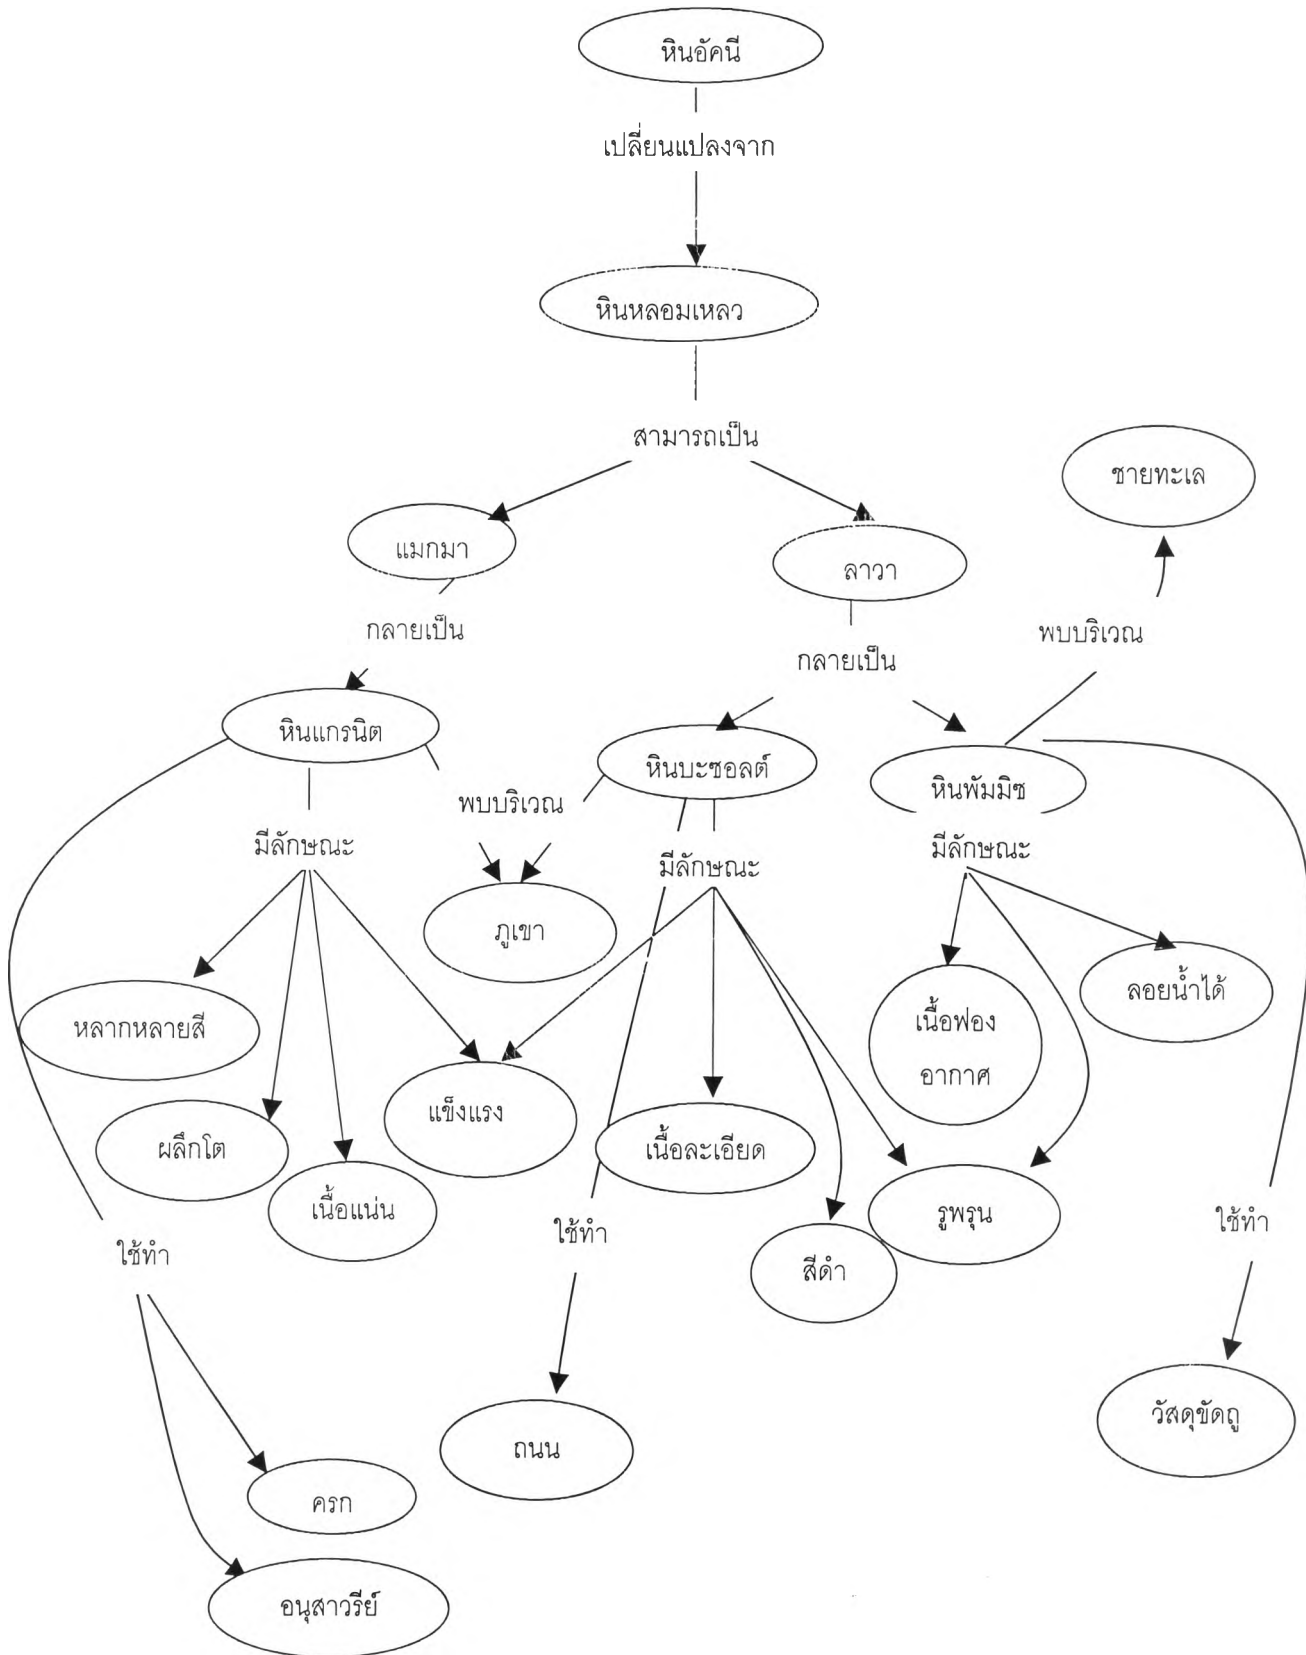 หินอัคนี
เปลี่ยนแปลงจาก
หินหลอมเหลว
สามารถเป็น
ชายทะเล
แมกมา
ลาวา
กลายเป็น
พบบริเวณ
กลายเป็น
หินแกรนิต
หินบะซอลต์
หินพัมมิซ
พบบริเวณ
มีลักษณะ
มีลักษณะ
มีลักษณะ
ภูเขา
ลอยน้ำได้
หลากหลายสี
เนื้อฟอง
อากาศ
แข็งแรง
ผลึกโต
เนื้อละเอียด
เนื้อแน่น
รูพรุน
ใช้ทำ
ใช้ทำ
ใช้ทำ
สีดำ
วัสดุขัดถู
ถนน
ครก
อนุสาวรีย์